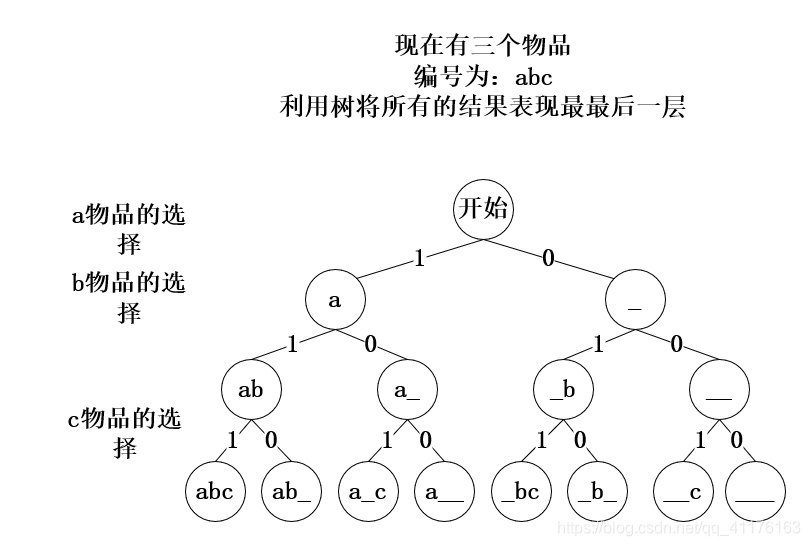 现在有三个物品
编号为：abc
利用树将所有的结果表现最最后一层
a物品的选
择
开始
1
0
b物品的选
择
a
_
1
0
1
0
ab
a_
_b
__
c物品的选
择
1
0
1
0
1
0
1
0
abc
ab_
a_c
a__
_bc
_b_
__c
___
https://blog.csdn.net/qq_41176163